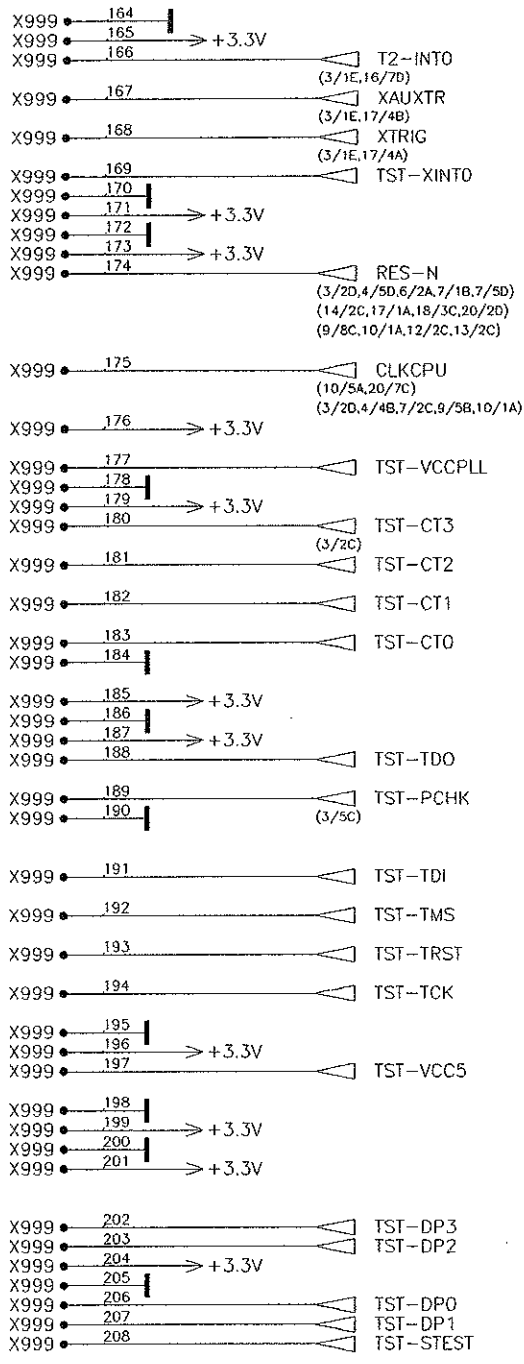 X999 164
X999 165 +3.3V
X999 166 T2-INT0
(3/1E,16/7D)
X999 167 XAUXTR
(3/1E,17/4B)
X999 168 XTRIG
(3/1E,17/4A)
X999 169 TST-XINT0
X999 170
X999 171 +3.3V
X999 172
X999 173 +3.3V
X999 174 RES-N
(3/2D,4/5D,6/2A,7/1B,7/5D)
(14/2C,17/1A,18/3C,20/2D)
(9/8C,10/1A,12/2C,13/2C)
X999 175 CLKCPU
(10/5A,20/7C)
(3/2D,4/4B,7/2C,9/5B,10/1A)
X999 176 +3.3V
X999 177 TST-VCCPLL
X999 178
X999 179 +3.3V
X999 180 TST-CT3
(3/2C)
X999 181 TST-CT2
X999 182 TST-CT1
X999 183 TST-CT0
X999 184
X999 185 +3.3V
X999 186
X999 187 +3.3V
X999 188 TST-TDO
X999 189 TST-PCHK
(3/5C)
X999 190
X999 191 TST-TDI
X999 192 TST-TMS
X999 193 TST-TRST
X999 194 TST-TCK
X999 195
X999 196 +3.3V
X999 197 TST-VCC5
X999 198
X999 199 +3.3V
X999 200
X999 201 +3.3V
X999 202 TST-DP3
X999 203 TST-DP2
X999 204 +3.3V
X999 205
X999 206 TST-DP0
X999 207 TST-DP1
X999 208 TST-STEST